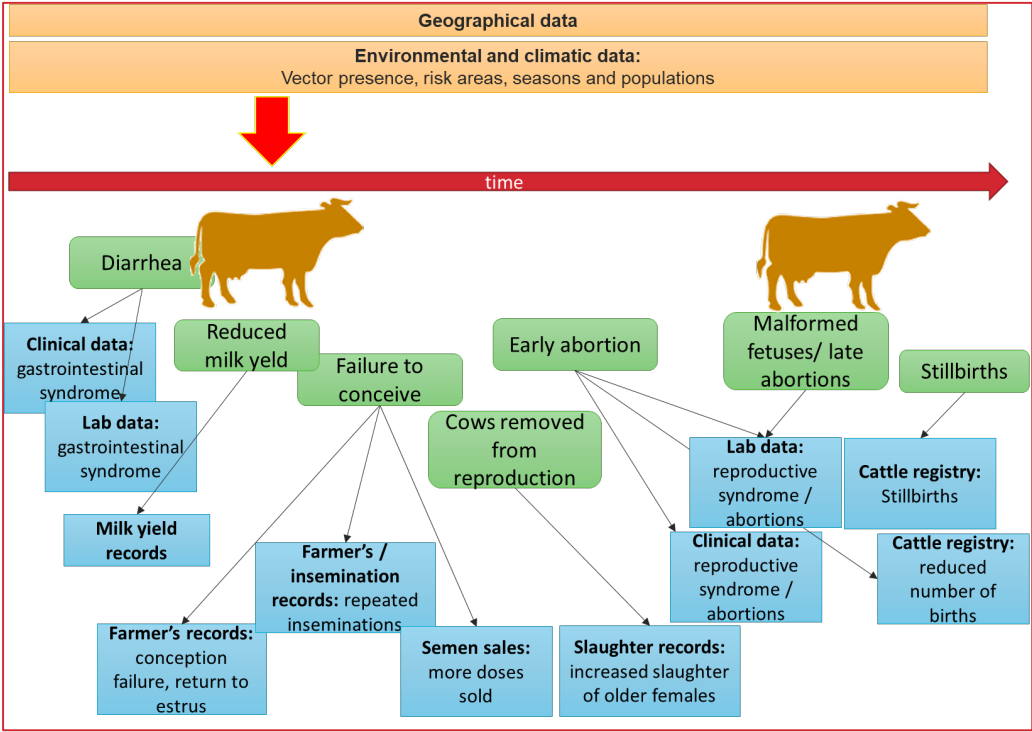 Geographical data
Environmental and climatic data:
Vector presence, risk areas, seasons and populations
time
Diarrhea
Clinical data:
gastrointestinal
syndrome
Lab data:
gastrointestinal
syndrome
Reduced
milk yeld
Milk yield
records
Failure to
conceive
Farmer's records:
conception
failure, return to
estrus
Farmer's /
insemination
records: repeated
inseminations
Semen sales:
more doses
sold
Cows removed
from
reproduction
Slaughter records:
increased slaughter
of older females
Early abortion
Malformed
fetuses/ late
abortions
Lab data:
reproductive
syndrome /
abortions
Clinical data:
reproductive
syndrome /
abortions
Stillbirths
Cattle registry:
Stillbirths
Cattle registry:
reduced
number of
births